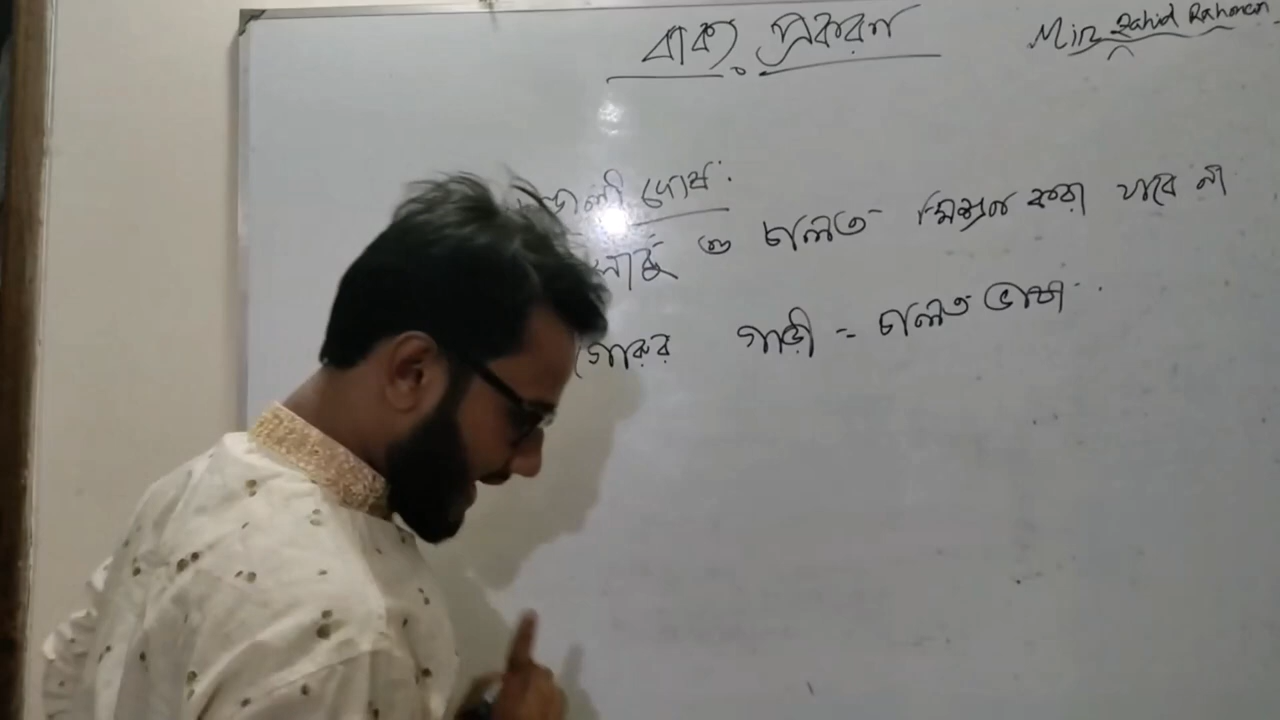 বাক্য প্রকরণ
Mir Zahid Rahman
দোষ:
ও চলিত মিশ্রণ করা যাবে না
গোরুর গাড়ী = চলিত ভাষা